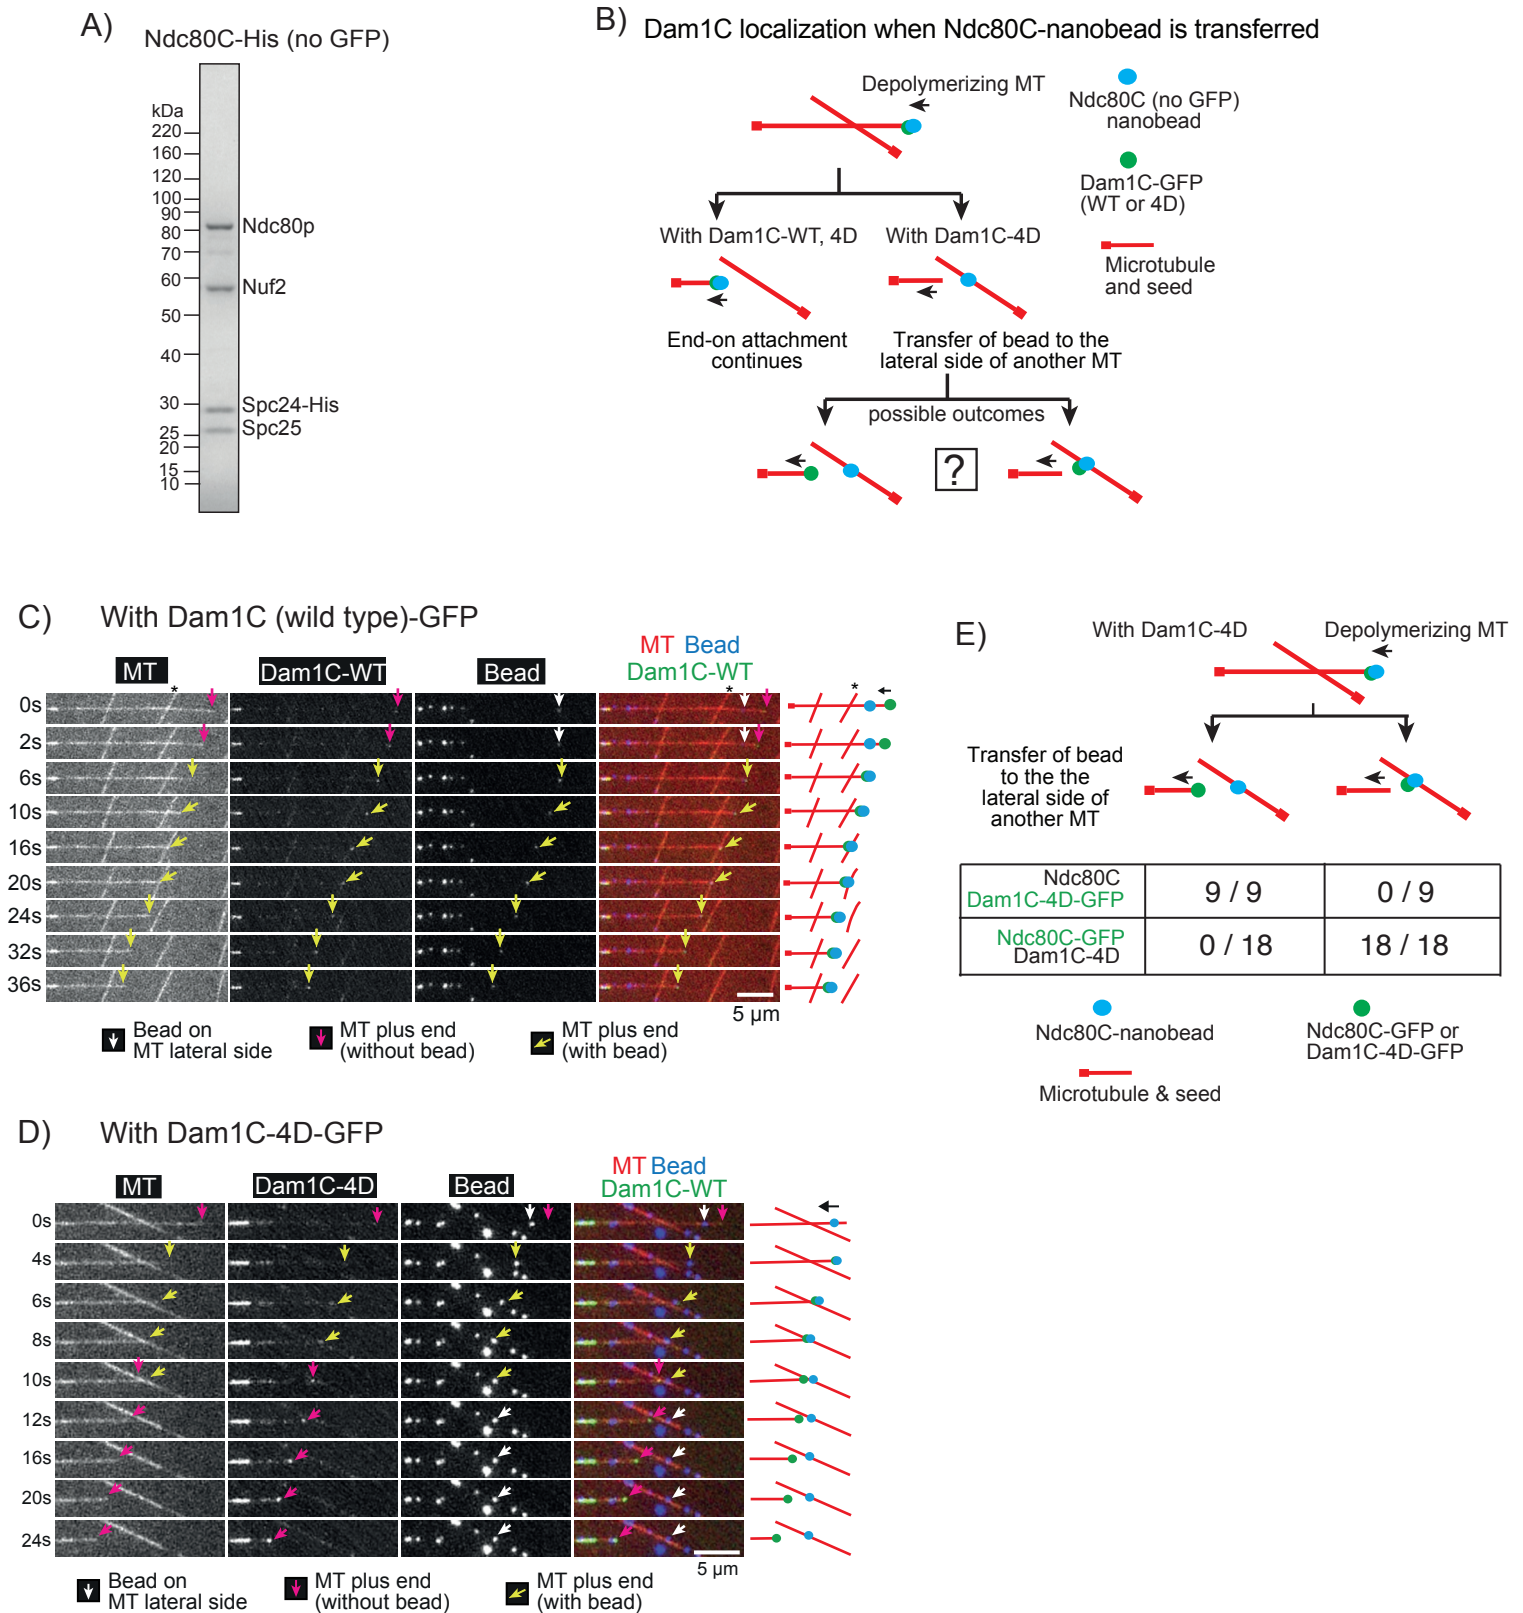 A)
Ndc80C-His (no GFP)
kDa
220
160
120
100
90
80
70
60
50
40
30
25
20
15
10
Ndc80p
Nuf2
Spc24-His
Spc25
B)
Dam1C localization when Ndc80C-nanobead is transferred
Depolymerizing MT
Ndc80C (no GFP)
nanobead
Dam1C-GFP
(WT or 4D)
Microtubule
and seed
With Dam1C-WT, 4D
With Dam1C-4D
End-on attachment
continues
Transfer of bead to the
lateral side of another MT
possible outcomes
?
C)
With Dam1C (wild type)-GFP
MT
Dam1C-WT
Bead
MT Bead
Dam1C-WT
*
*
*
0s
2s
6s
10s
16s
20s
24s
32s
36s
5 μm
Bead on
MT lateral side
MT plus end
(without bead)
MT plus end
(with bead)
D)
With Dam1C-4D-GFP
MT
Dam1C-4D
Bead
MT Bead
Dam1C-WT
0s
4s
6s
8s
10s
12s
16s
20s
24s
5 μm
Bead on
MT lateral side
MT plus end
(without bead)
MT plus end
(with bead)
E)
With Dam1C-4D
Depolymerizing MT
Transfer of bead
to the the
lateral side of
another MT
Ndc80C
Dam1C-4D-GFP
9 / 9
0 / 9
Ndc80C-GFP
Dam1C-4D
0 / 18
18 / 18
Ndc80C-nanobead
Ndc80C-GFP or
Dam1C-4D-GFP
Microtubule & seed